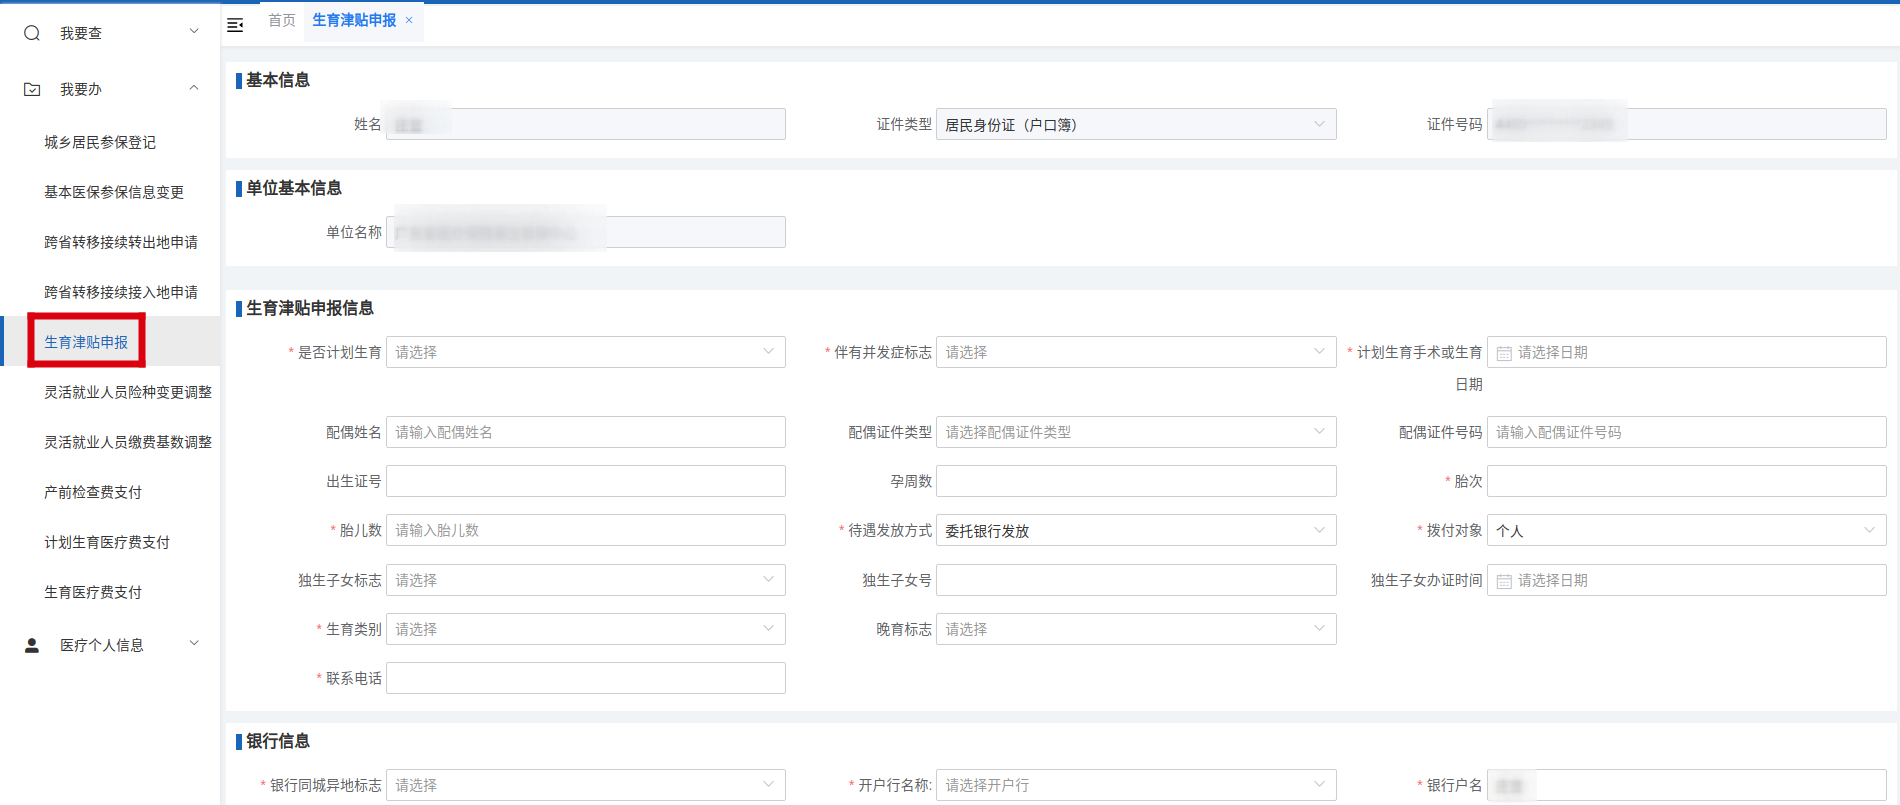 我要查
首页 生育津贴申报 ×
我要办
城乡居民参保登记
基本医保参保信息变更
跨省转移接续转出地申请
跨省转移接续接入地申请
生育津贴申报
灵活就业人员险种变更调整
灵活就业人员缴费基数调整
产前检查费支付
计划生育医疗费支付
生育医疗费支付
医疗个人信息
基本信息
姓名 证件类型 居民身份证（户口簿） 证件号码
单位基本信息
单位名称
生育津贴申报信息
* 是否计划生育 请选择 * 伴有并发症标志 请选择 * 计划生育手术或生育 请选择日期
日期
配偶姓名 请输入配偶姓名 配偶证件类型 请选择配偶证件类型 配偶证件号码 请输入配偶证件号码
出生证号 孕周数 * 胎次
* 胎儿数 请输入胎儿数 * 待遇发放方式 委托银行发放 * 拨付对象 个人
独生子女标志 请选择 独生子女号 独生子女办证时间 请选择日期
* 生育类别 请选择 晚育标志 请选择
* 联系电话
银行信息
* 银行同城异地标志 请选择 * 开户行名称: 请选择开户行 * 银行户名